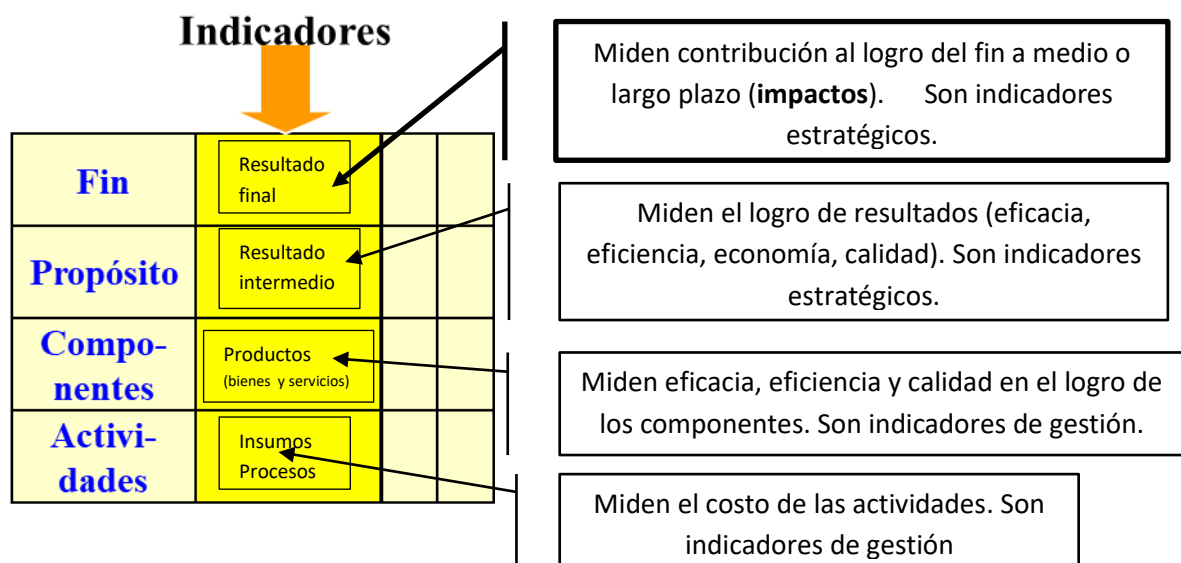 Indicadores
Miden contribución al logro del fin a medio o
largo plazo (impactos). Son indicadores
estratégicos.
Fin
Resultado
final
Miden el logro de resultados (eficacia,
eficiencia, economía, calidad). Son indicadores
estratégicos.
Propósito
Resultado
intermedio
Compo-
nentes
Productos
(bienes y servicios)
Miden eficacia, eficiencia y calidad en el logro de
los componentes. Son indicadores de gestión.
Activi-
dades
Insumos
Procesos
Miden el costo de las actividades. Son
indicadores de gestión